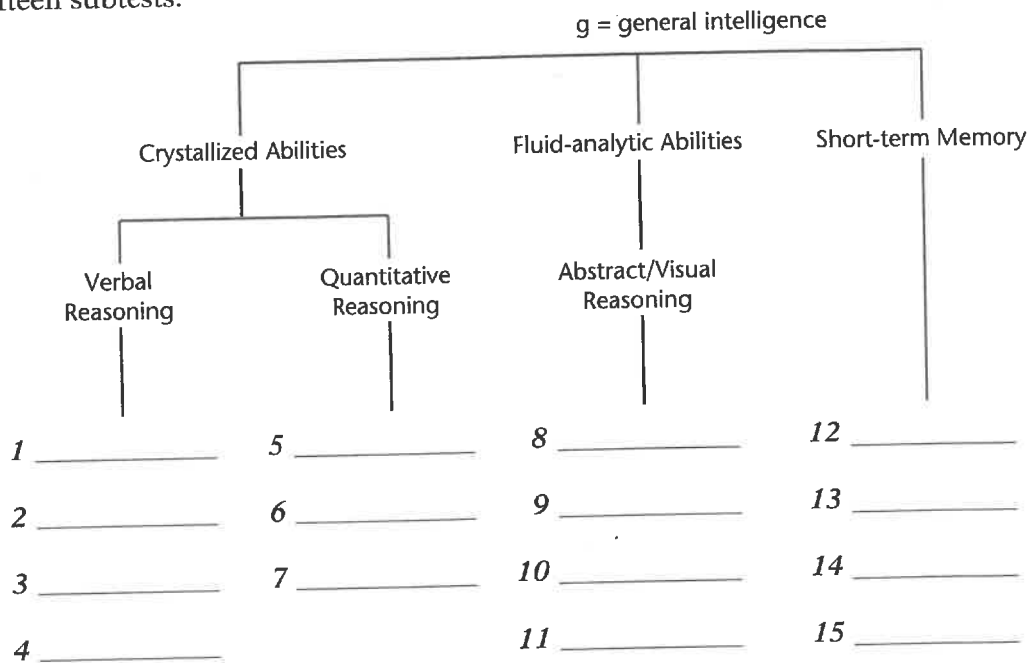 fteen subtests.
g = general intelligence
Crystallized Abilities
Fluid-analytic Abilities
Short-term Memory
Verbal
Reasoning
Quantitative
Reasoning
Abstract/Visual
Reasoning
1
5
8
12
2
6
9
13
3
7
10
14
4
11
15